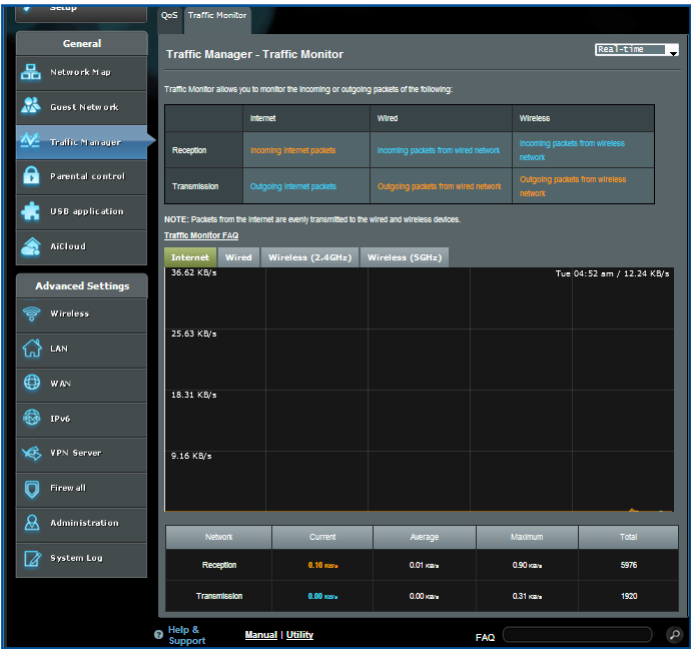 Setup
QoS Traffic Monitor
General
Network Map
Guest Network
Traffic Manager
Parental control
USB application
AiCloud
Advanced Settings
Wireless
LAN
WAN
IPv6
VPN Server
Firewall
Administration
System Log
Traffic Manager - Traffic Monitor
Real-time
Traffic Monitor allows you to monitor the incoming or outgoing packets of the following:
Internet Wired Wireless
Reception Incoming Internet packets Incoming packets from wired network Incoming packets from wireless
network
Transmission Outgoing Internet packets Outgoing packets from wired network Outgoing packets from wireless
network
NOTE: Packets from the Internet are evenly transmitted to the wired and wireless devices.
Traffic Monitor FAQ
Internet Wired Wireless (2.4GHz) Wireless (5GHz)
36.62 KB/s Tue 04:52 am / 12.24 KB/s
25.63 KB/s
18.31 KB/s
9.16 KB/s
Network Current Average Maximum Total
Reception 0.10 KB/s 0.01 KB/s 0.90 KB/s 5976
Transmission 0.00 KB/s 0.00 KB/s 0.31 KB/s 1920
Help &
Support
Manual | Utility
FAQ